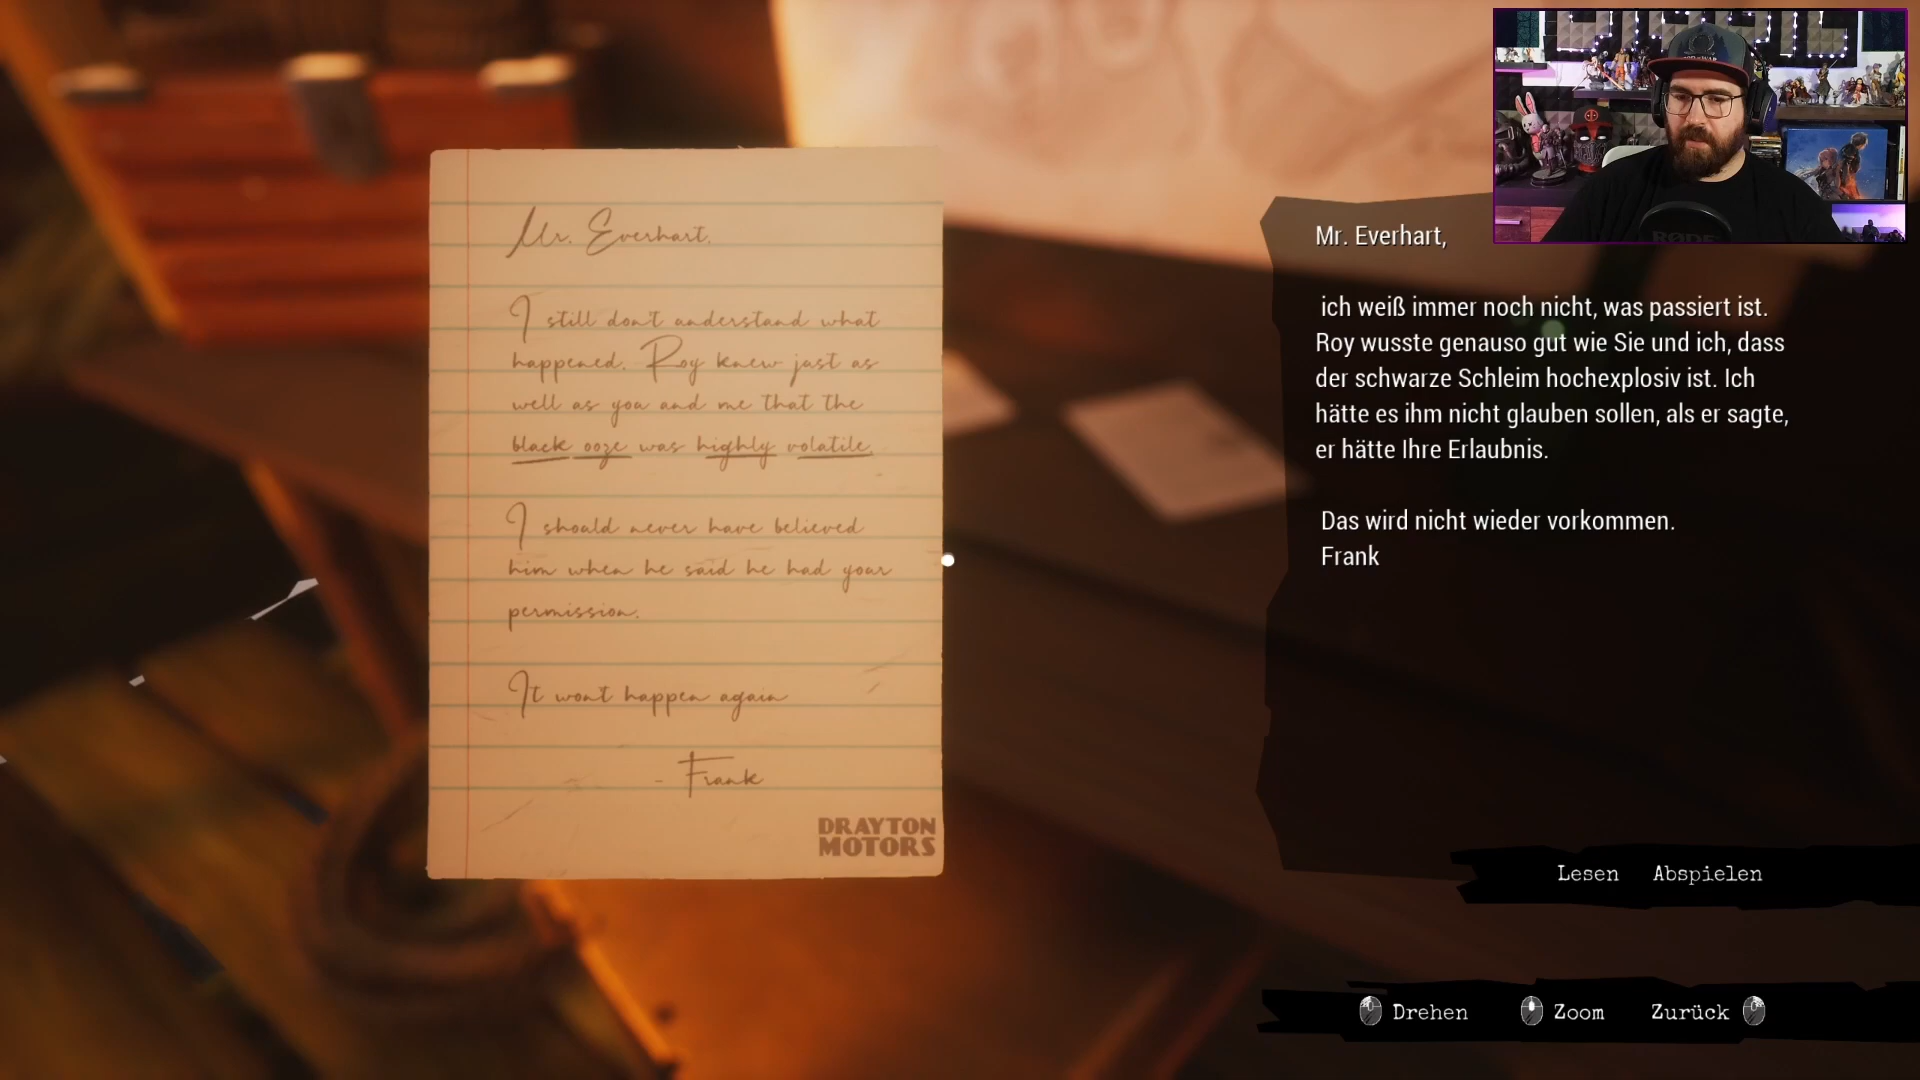 Mr. Everhart,
I still don't understand what
happened. Roy knew just as
well as you and me that the
black ooze was highly volatile.
I should never have believed
him when he said he had your
permission.
It won't happen again
- Frank
DRAYTON
MOTORS
Mr. Everhart,
ich weiß immer noch nicht, was passiert ist.
Roy wusste genauso gut wie Sie und ich, dass
der schwarze Schleim hochexplosiv ist. Ich
hätte es ihm nicht glauben sollen, als er sagte,
er hätte Ihre Erlaubnis.
Das wird nicht wieder vorkommen.
Frank
Lesen Abspielen
Drehen Zoom Zurück
RØDE